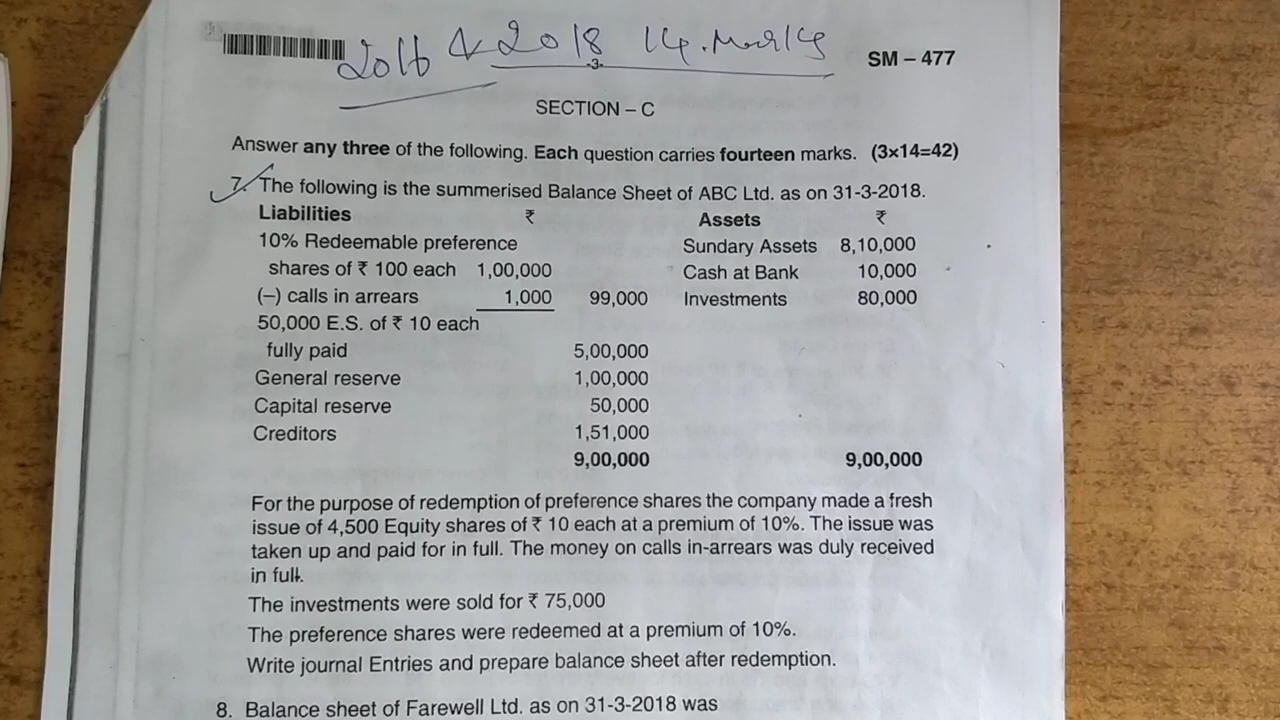 2016 & 2018 14. Marks
-3-
SM – 477
SECTION – C
Answer any three of the following. Each question carries fourteen marks. (3x14=42)
7. The following is the summerised Balance Sheet of ABC Ltd. as on 31-3-2018.
Liabilities ₹ Assets ₹
10% Redeemable preference Sundary Assets 8,10,000
shares of ₹ 100 each 1,00,000 Cash at Bank 10,000
(–) calls in arrears 1,000 99,000 Investments 80,000
50,000 E.S. of ₹ 10 each
fully paid 5,00,000
General reserve 1,00,000
Capital reserve 50,000
Creditors 1,51,000
9,00,000 9,00,000
For the purpose of redemption of preference shares the company made a fresh
issue of 4,500 Equity shares of ₹ 10 each at a premium of 10%. The issue was
taken up and paid for in full. The money on calls in-arrears was duly received
in full.
The investments were sold for ₹ 75,000
The preference shares were redeemed at a premium of 10%.
Write journal Entries and prepare balance sheet after redemption.
8. Balance sheet of Farewell Ltd. as on 31-3-2018 was